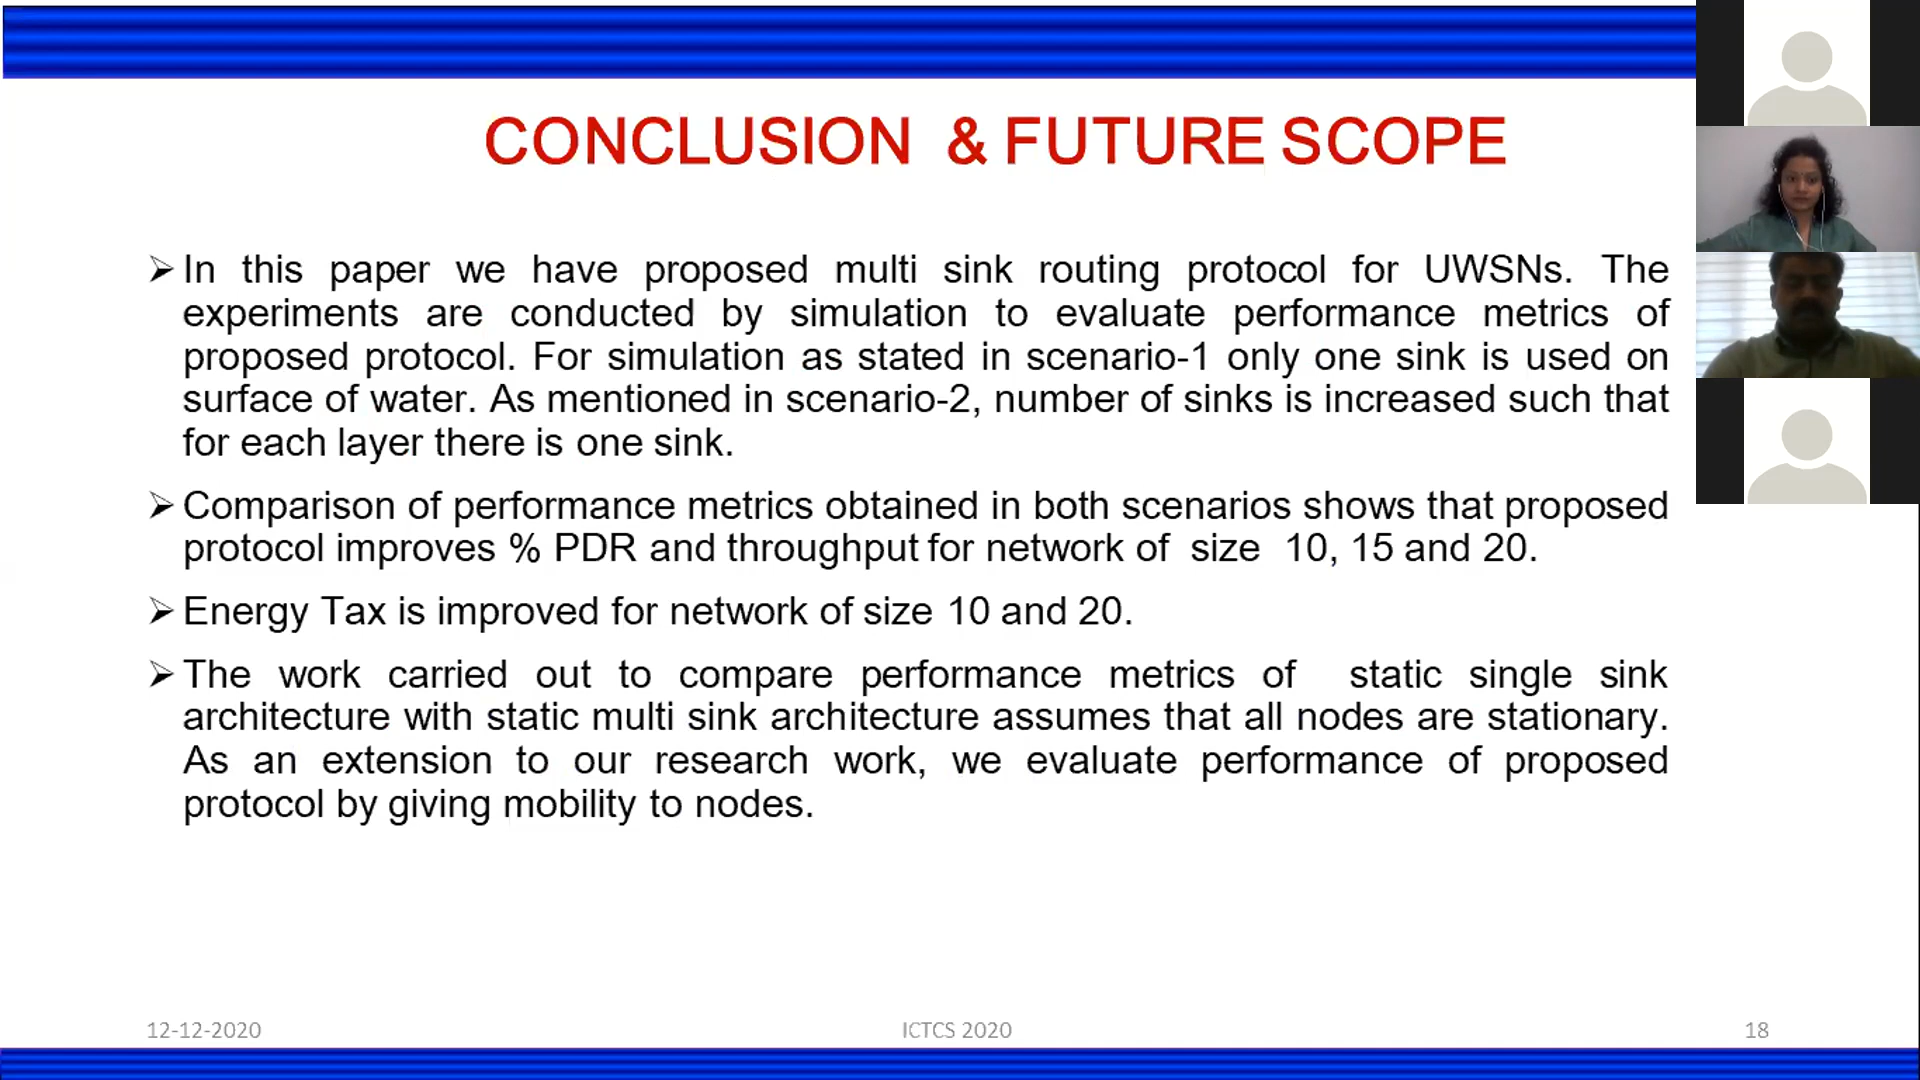 CONCLUSION & FUTURE SCOPE
➢ In this paper we have proposed multi sink routing protocol for UWSNs. The
experiments are conducted by simulation to evaluate performance metrics of
proposed protocol. For simulation as stated in scenario-1 only one sink is used on
surface of water. As mentioned in scenario-2, number of sinks is increased such that
for each layer there is one sink.
➢ Comparison of performance metrics obtained in both scenarios shows that proposed
protocol improves % PDR and throughput for network of size 10, 15 and 20.
➢ Energy Tax is improved for network of size 10 and 20.
➢ The work carried out to compare performance metrics of static single sink
architecture with static multi sink architecture assumes that all nodes are stationary.
As an extension to our research work, we evaluate performance of proposed
protocol by giving mobility to nodes.
12-12-2020
ICTCS 2020
18